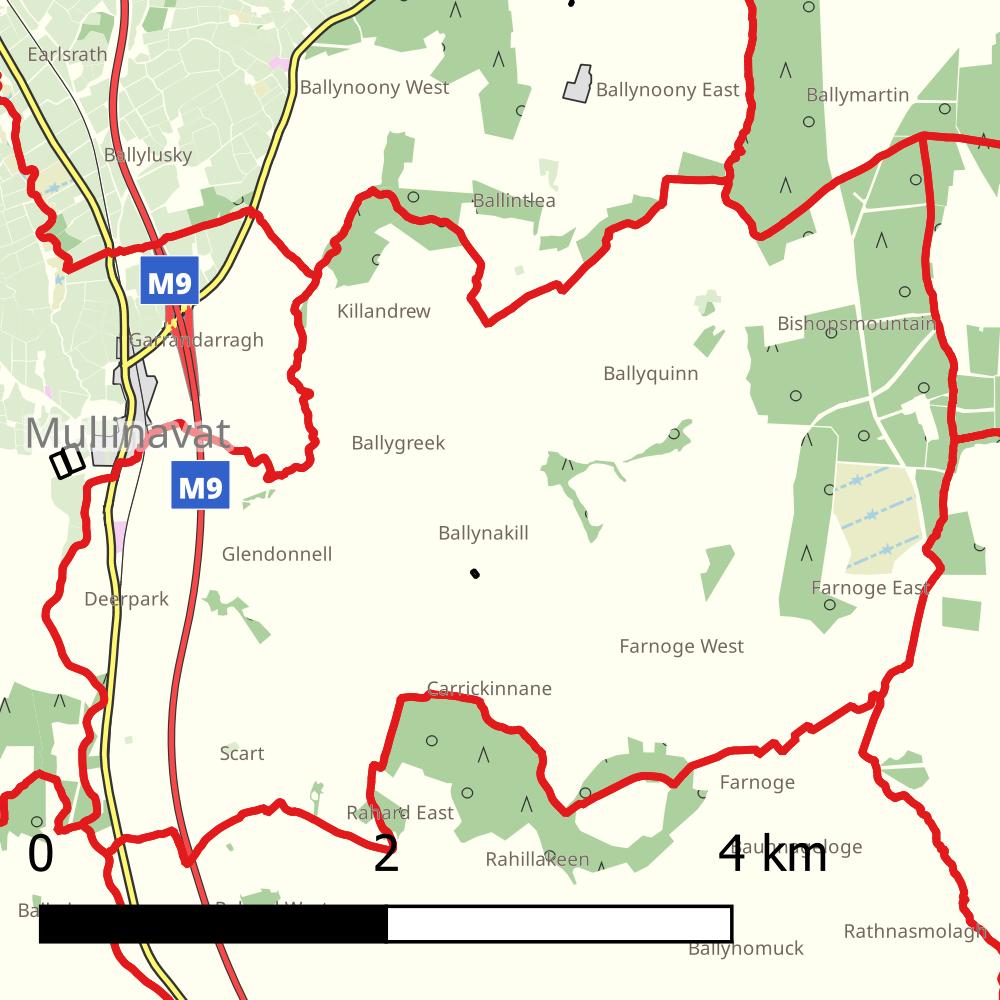 Earlsrath
Ballynoony West
Ballynoony East
Ballymartin
Ballylusky
Ballintlea
M9
Killandrew
Bishopsmountain
Garrandarragh
Ballyquinn
Mullinavat
Ballygreek
M9
Ballynakill
Glendonnell
Farnoge East
Deerpark
Farnoge West
Carrickinnane
Scart
Farnoge
Rahard East
0 2 4 km
Baunnageloge
Rahillakeen
Rathnasmolagh
Ballyhomuck